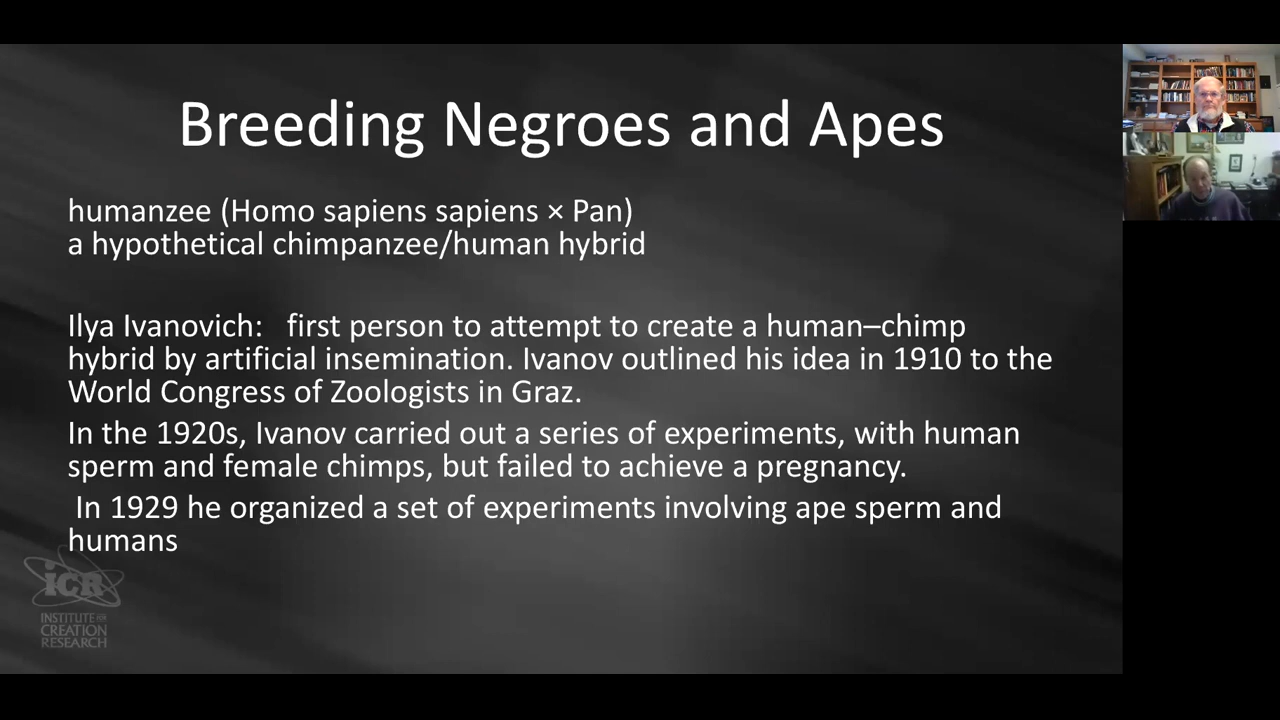 Breeding Negroes and Apes
humanzee (Homo sapiens sapiens × Pan)
a hypothetical chimpanzee/human hybrid
Ilya Ivanovich:   first person to attempt to create a human–chimp
hybrid by artificial insemination. Ivanov outlined his idea in 1910 to the
World Congress of Zoologists in Graz.
In the 1920s, Ivanov carried out a series of experiments, with human
sperm and female chimps, but failed to achieve a pregnancy.
In 1929 he organized a set of experiments involving ape sperm and
humans
iCR
INSTITUTE FOR
CREATION
RESEARCH